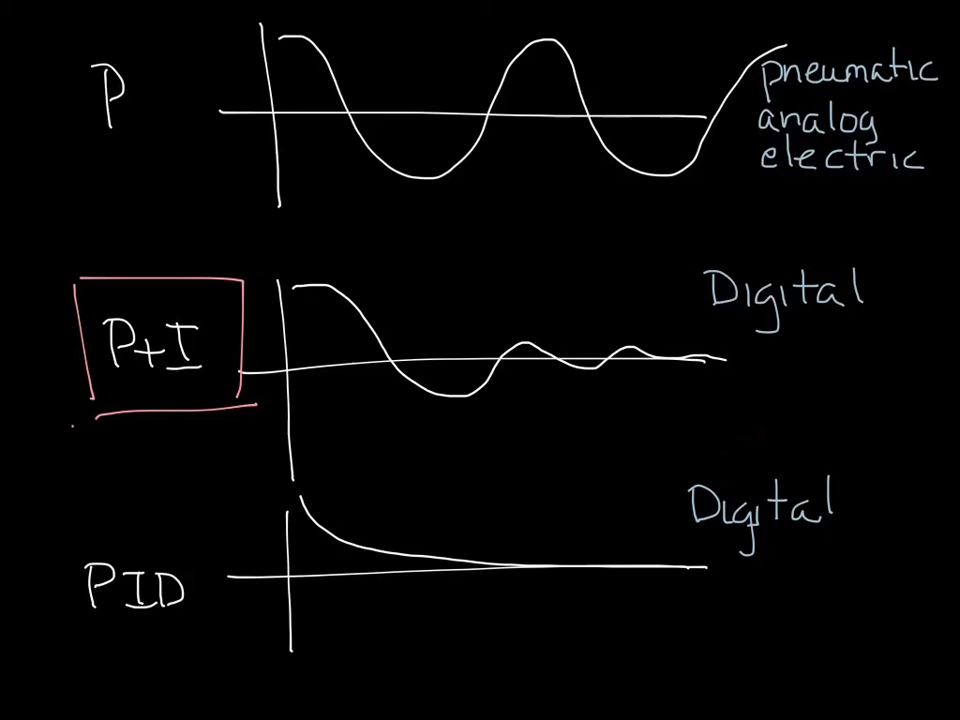 P
pneumatic
analog
electric
Digital
P+I
Digital
PID